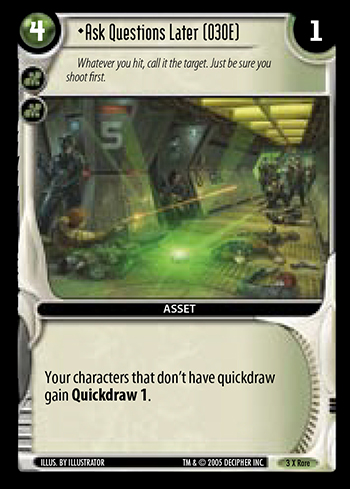 4
•Ask Questions Later (030E)
1
Whatever you hit, call it the target. Just be sure you
shoot first.
5
ASSET
Your characters that don't have quickdraw
gain Quickdraw 1.
ILLUS. BY ILLUSTRATOR
TM & © 2005 DECIPHER INC.
3 X Rare